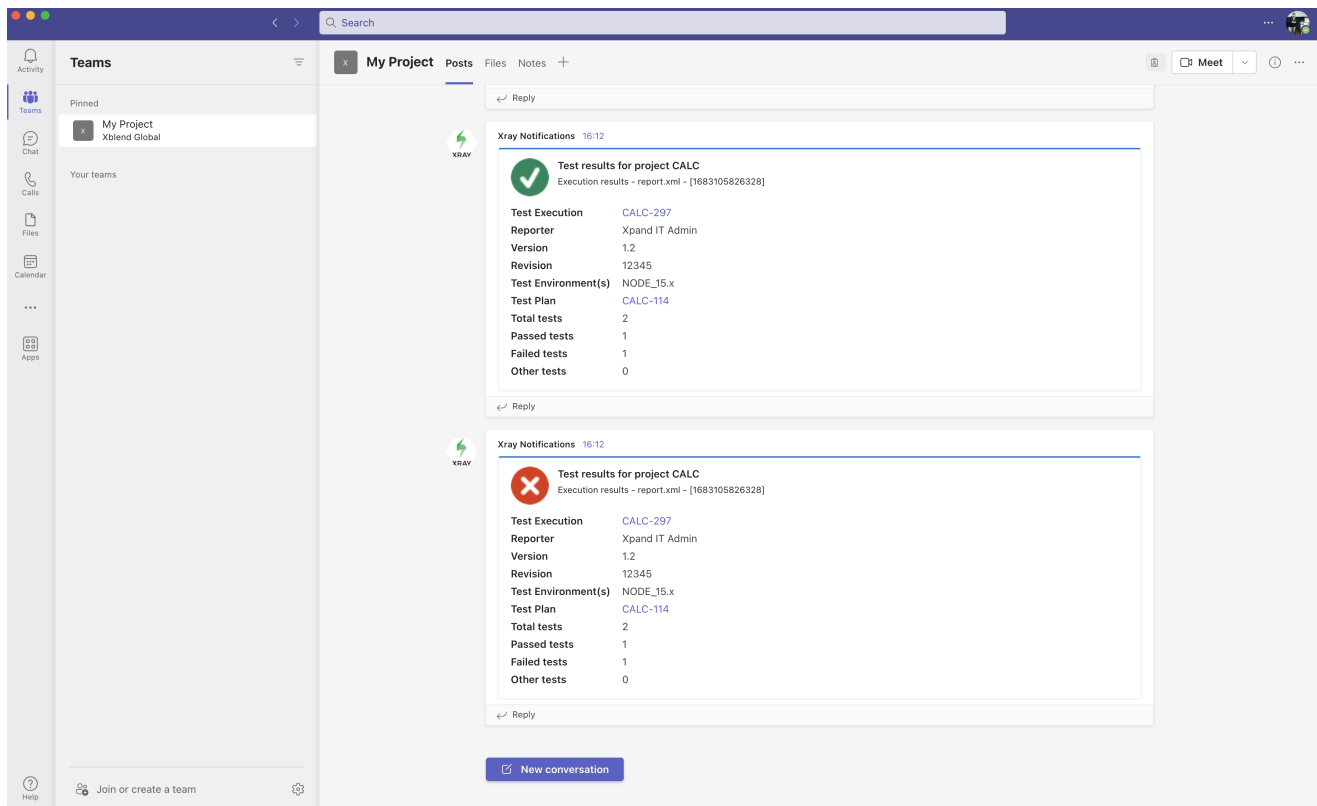 Search
Activity
Teams
Chat
Calls
Files
Calendar
Apps
Help
Teams
Pinned
X
My Project
Xblend Global
Your teams
Join or create a team
X My Project Posts Files Notes
Meet
Reply
XRAY
Xray Notifications 16:12
Test results for project CALC
Execution results - report.xml - [1683105826328]
Test Execution CALC-297
Reporter Xpand IT Admin
Version 1.2
Revision 12345
Test Environment(s) NODE_15.x
Test Plan CALC-114
Total tests 2
Passed tests 1
Failed tests 1
Other tests 0
Reply
XRAY
Xray Notifications 16:12
Test results for project CALC
Execution results - report.xml - [1683105826328]
Test Execution CALC-297
Reporter Xpand IT Admin
Version 1.2
Revision 12345
Test Environment(s) NODE_15.x
Test Plan CALC-114
Total tests 2
Passed tests 1
Failed tests 1
Other tests 0
Reply
New conversation